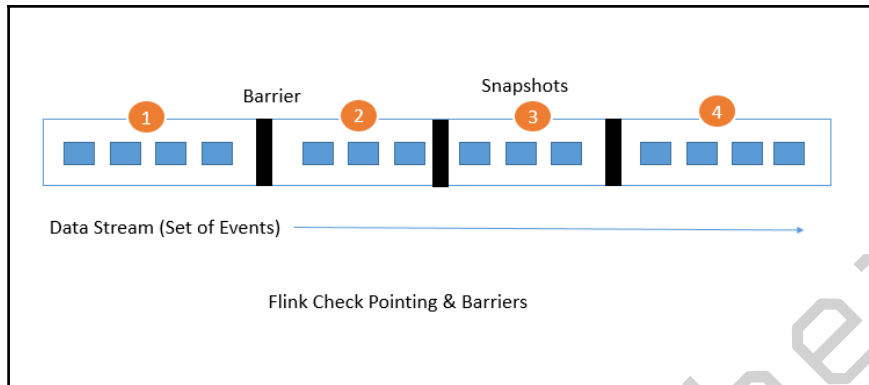 Barrier
Snapshots
1
2
3
4
Data Stream (Set of Events)
Flink Check Pointing & Barriers